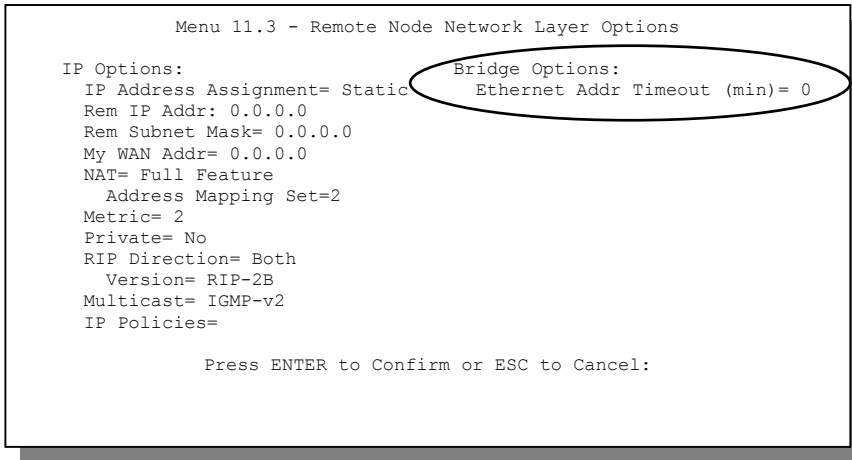 Menu 11.3 - Remote Node Network Layer Options
IP Options: Bridge Options:
IP Address Assignment= Static Ethernet Addr Timeout (min)= 0
Rem IP Addr: 0.0.0.0
Rem Subnet Mask= 0.0.0.0
My WAN Addr= 0.0.0.0
NAT= Full Feature
Address Mapping Set=2
Metric= 2
Private= No
RIP Direction= Both
Version= RIP-2B
Multicast= IGMP-v2
IP Policies=
Press ENTER to Confirm or ESC to Cancel: